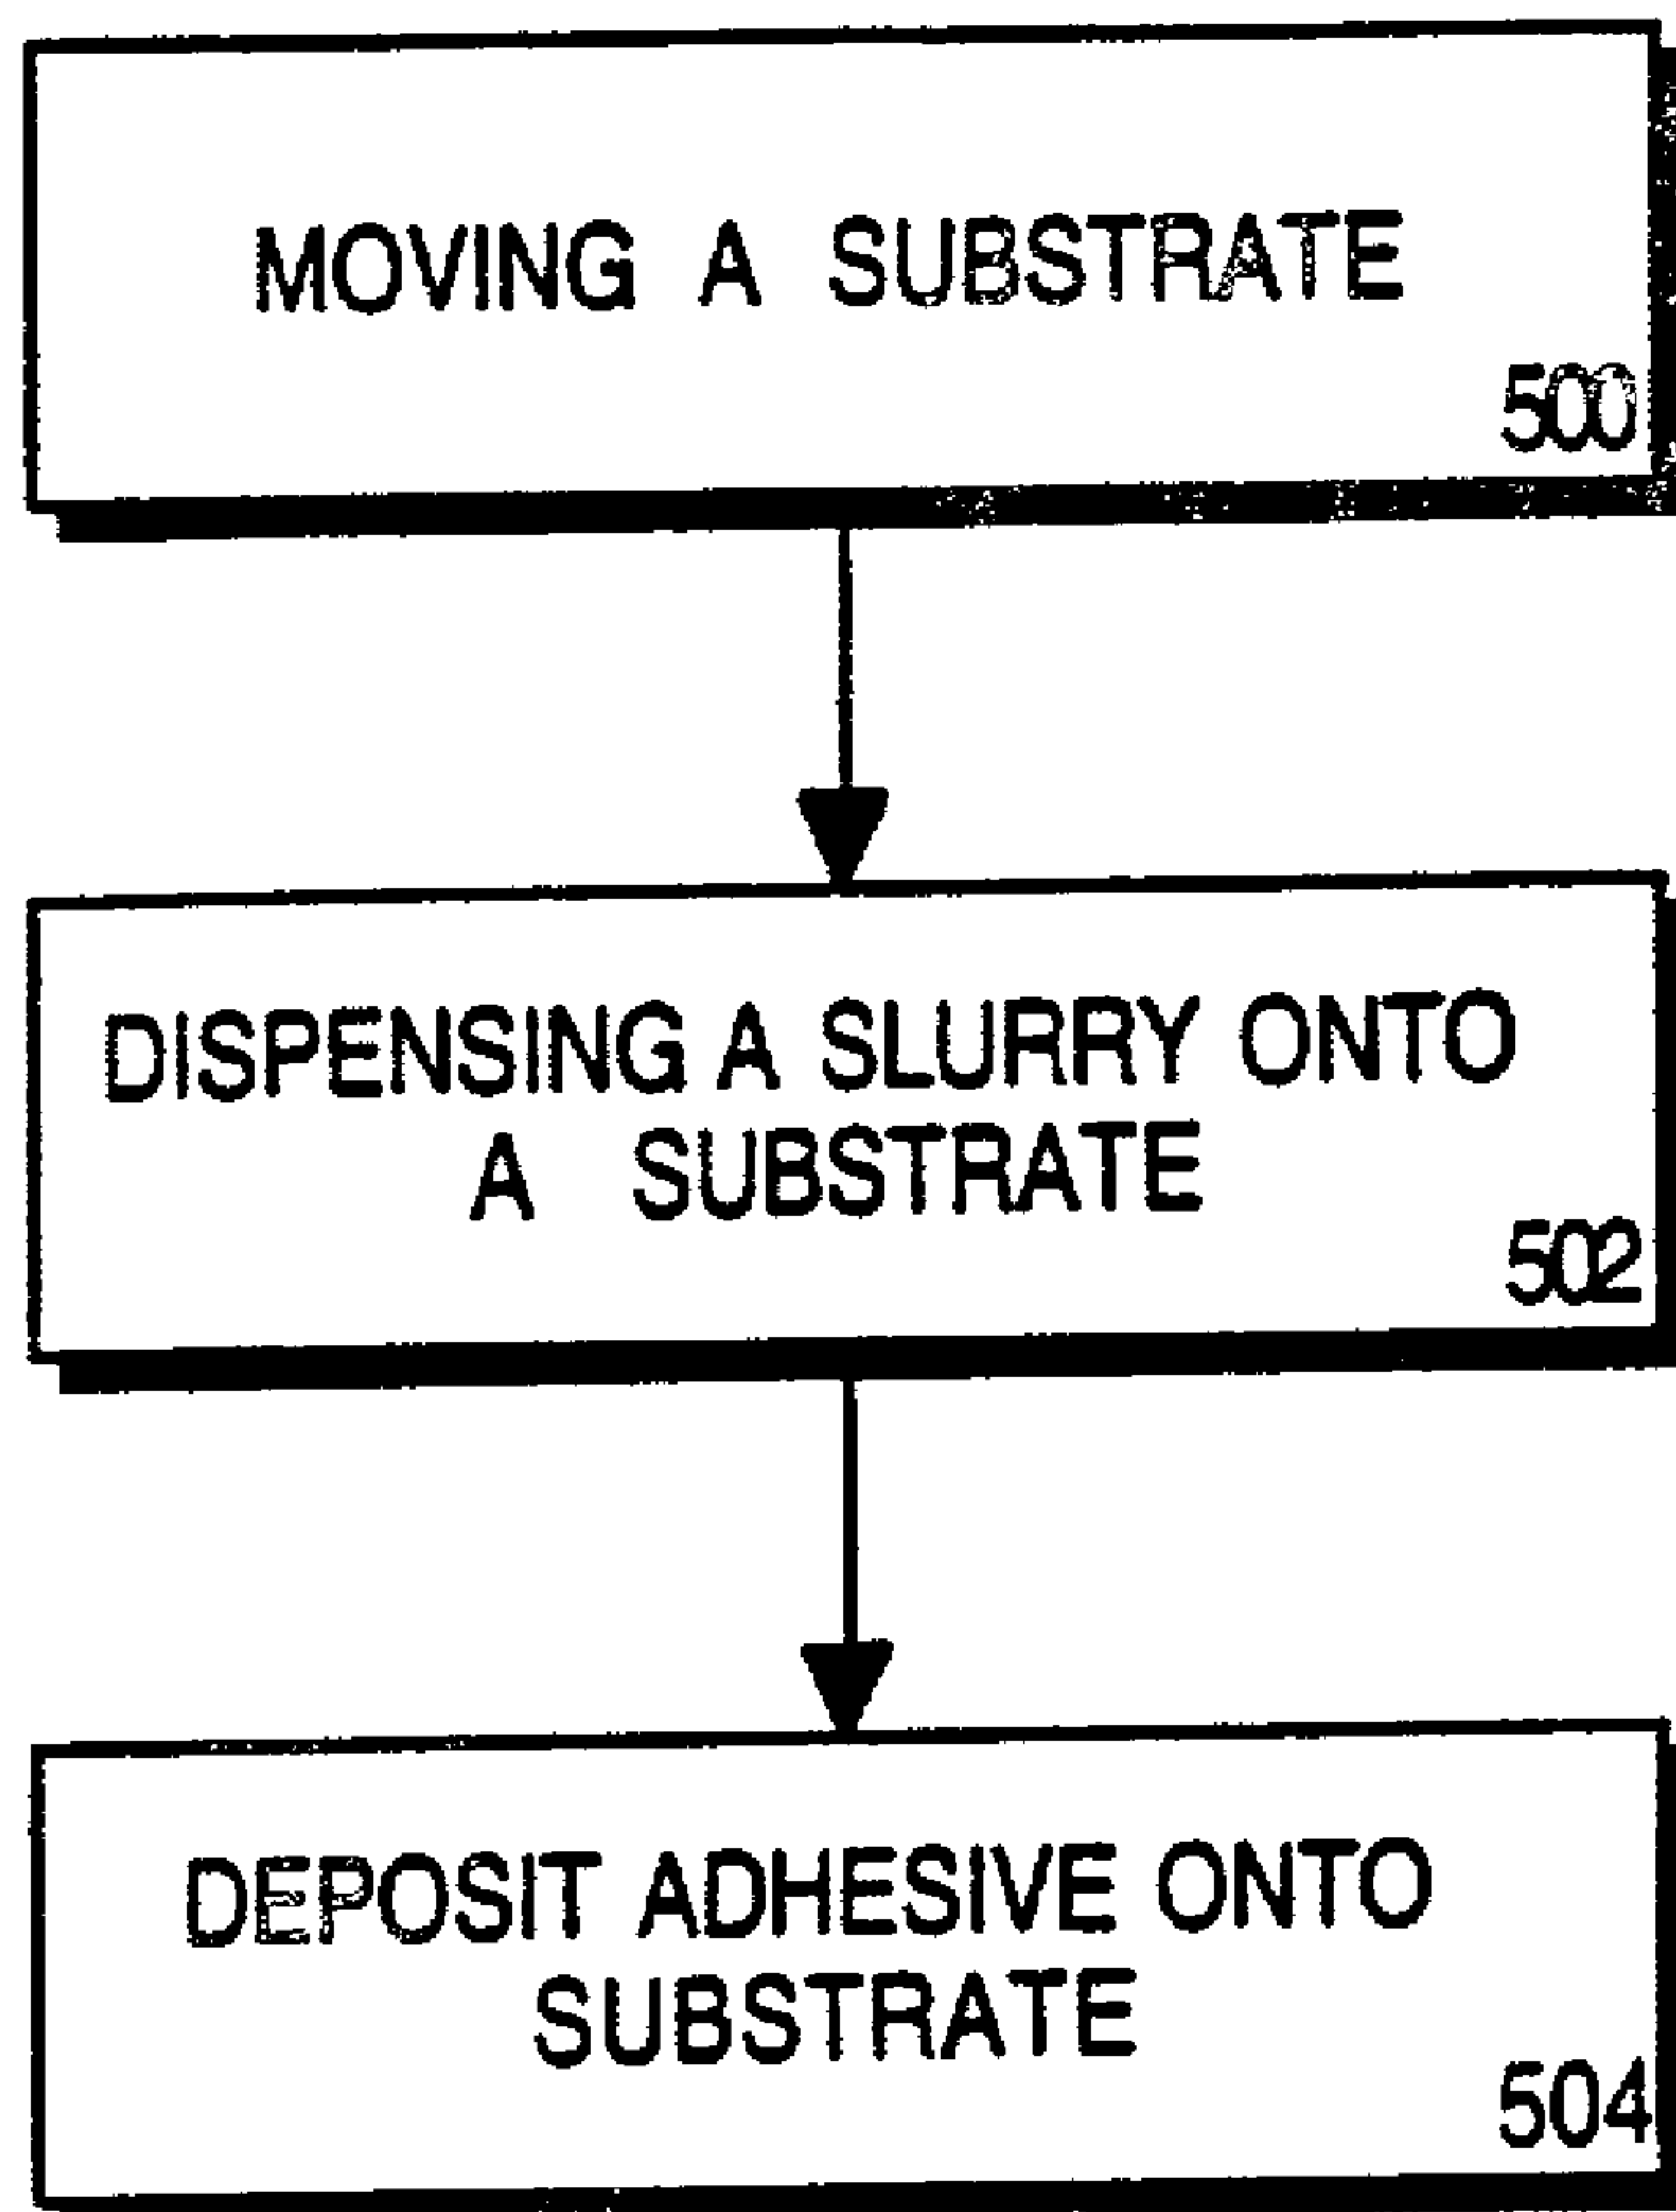 MOVING A SUBSTRATE
500
DISPENSING A SLURRY ONTO
A SUBSTRATE
502
DEPOSIT ADHESIVE ONTO
SUBSTRATE
504